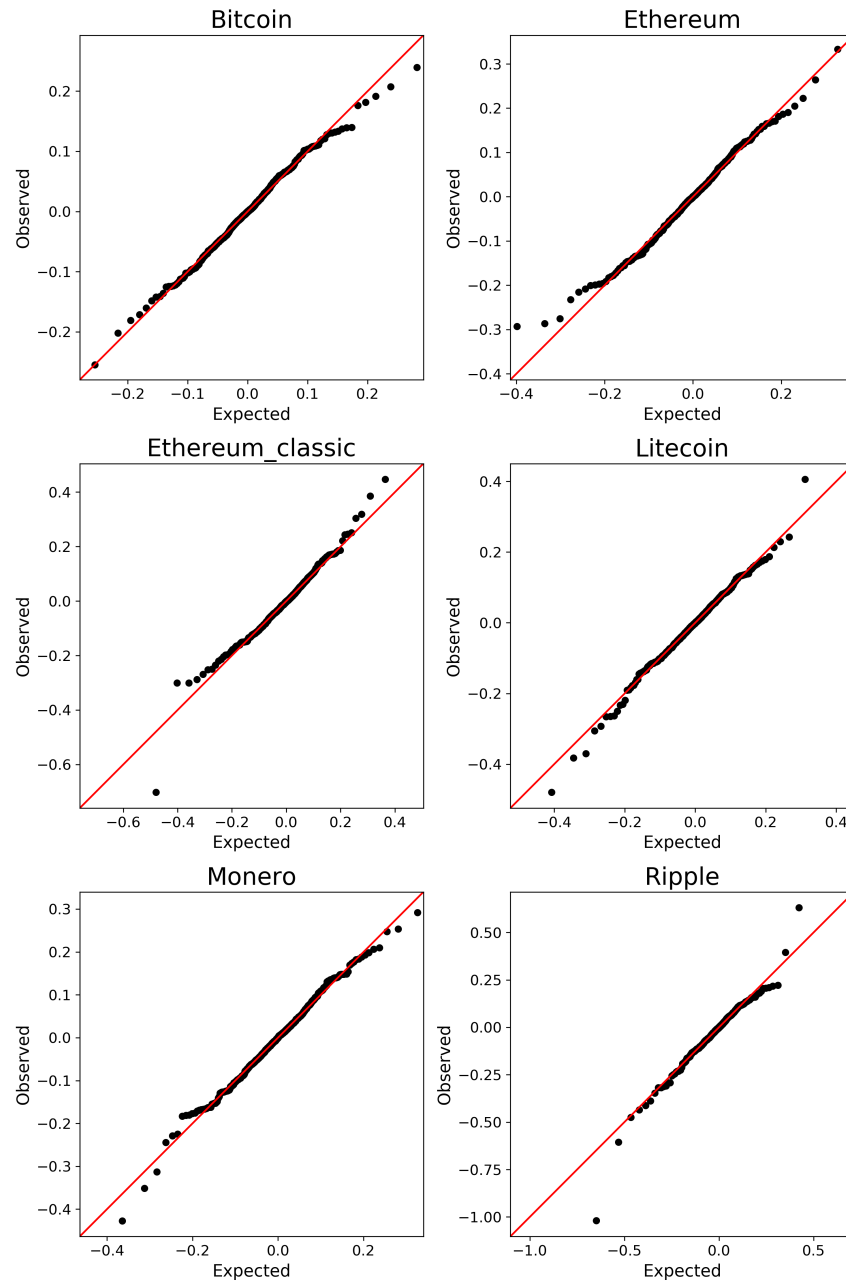 Bitcoin
Observed
0.2
0.1
0.0
−0.1
−0.2
−0.2 −0.1 0.0 0.1 0.2
Expected
Ethereum
Observed
0.3
0.2
0.1
0.0
−0.1
−0.2
−0.3
−0.4
−0.4 −0.2 0.0 0.2
Expected
Ethereum_classic
Observed
0.4
0.2
0.0
−0.2
−0.4
−0.6
−0.6 −0.4 −0.2 0.0 0.2 0.4
Expected
Litecoin
Observed
0.4
0.2
0.0
−0.2
−0.4
−0.4 −0.2 0.0 0.2 0.4
Expected
Monero
Observed
0.3
0.2
0.1
0.0
−0.1
−0.2
−0.3
−0.4
−0.4 −0.2 0.0 0.2
Expected
Ripple
Observed
0.50
0.25
0.00
−0.25
−0.50
−0.75
−1.00
−1.0 −0.5 0.0 0.5
Expected